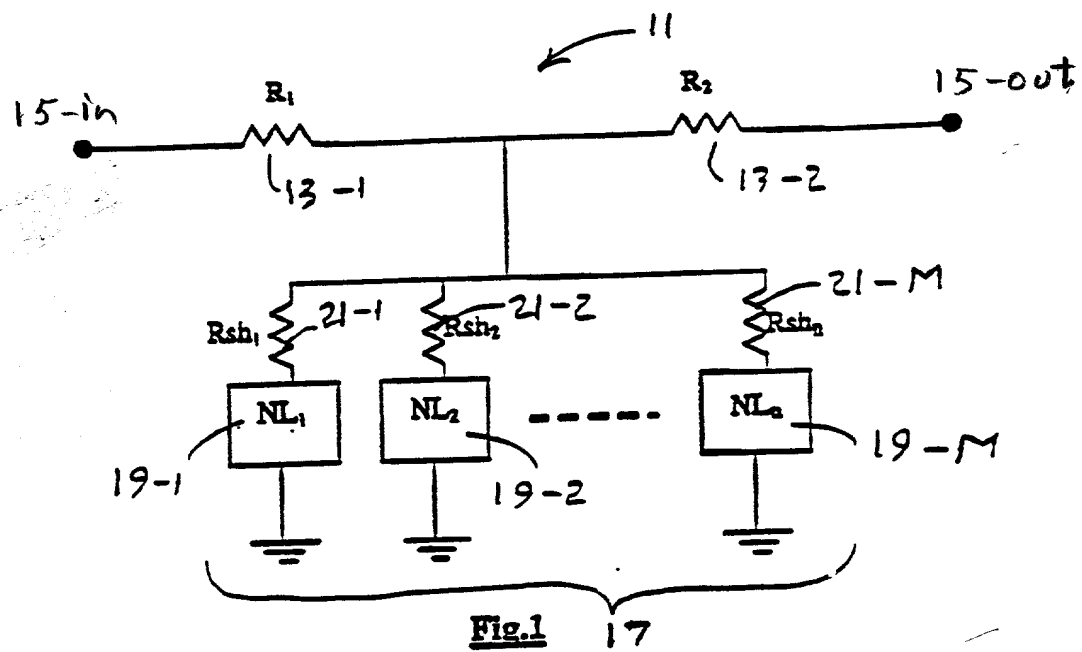 11
15-in
R₁
R₂
15-out
13-1
13-2
Rsh₁
21-1
Rsh₂
21-2
Rshₙ
21-M
NL₁
NL₂
NLₙ
19-1
19-2
19-M
Fig.1
17